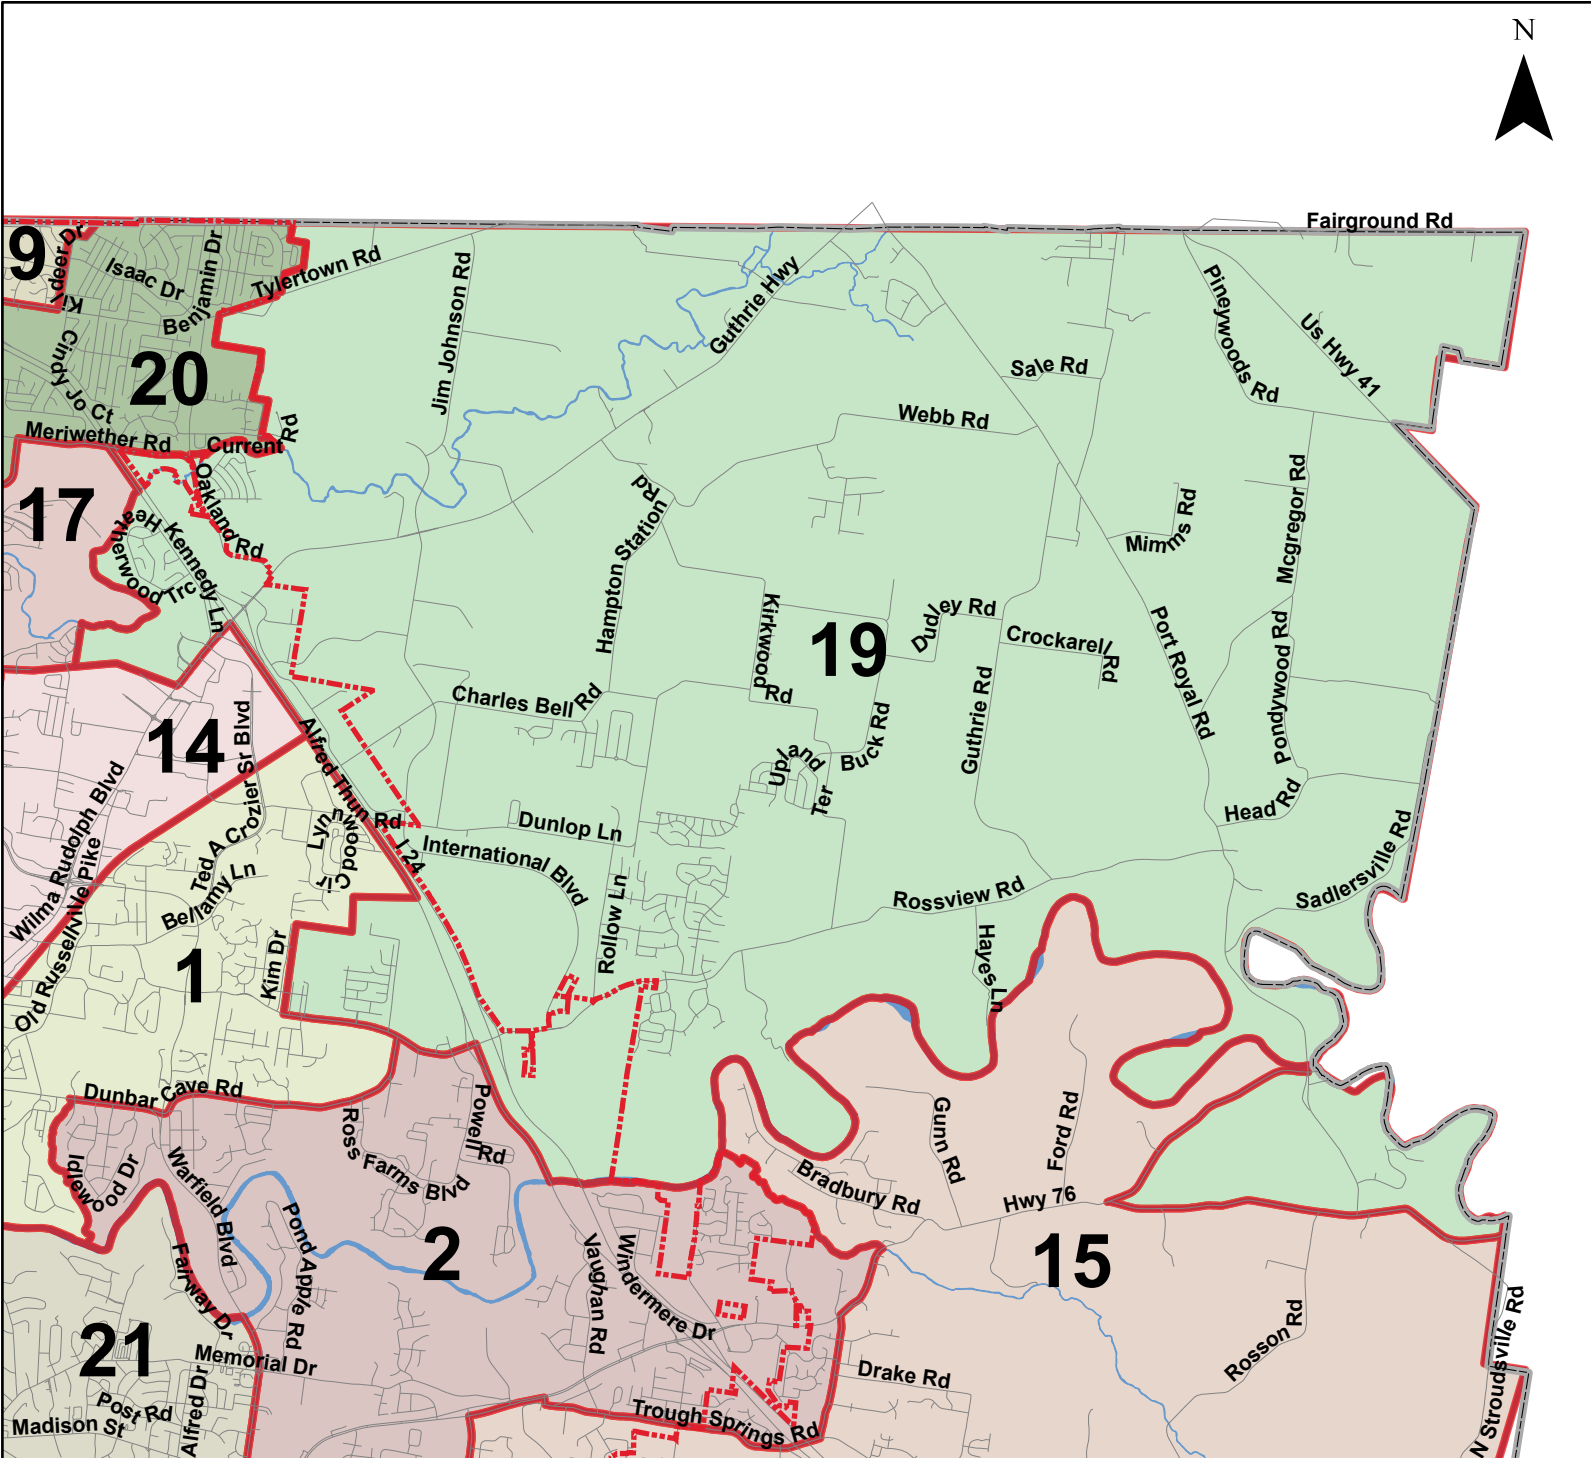 N
Fairground Rd
9
Kildeer Dr
Isaac Dr
Benjamin Dr
Tylertown Rd
Jim Johnson Rd
Guthrie Hwy
Pineywoods Rd
Us Hwy 41
Cindy Jo Ct
20
Sale Rd
Webb Rd
Meriwether Rd
Current Rd
17
Oakland Rd
Heatherwood Trc
Kennedy Ln
Hampton Station Rd
Mimms Rd
Mcgregor Rd
Kirkwood Rd
19
Dudley Rd
Crockarell Rd
Port Royal Rd
Pondywood Rd
Guthrie Rd
Charles Bell Rd
14
Ted A Crozier Sr Blvd
Alfred Thun Rd
Buck Rd
Upland Ter
Head Rd
Wilma Rudolph Blvd
Lynnwood Cir
I 24
Dunlop Ln
International Blvd
Sadlersville Rd
Old Russellville Pike
Bellamy Ln
Rollow Ln
Rossview Rd
Hayes Ln
1
Kim Dr
Dunbar Cave Rd
Ross Farms Blvd
Powell Rd
Gunn Rd
Ford Rd
Idlewood Dr
Warfield Blvd
Bradbury Rd
Hwy 76
Pond Apple Rd
2
15
Fairway Dr
Vaughan Rd
Windermere Dr
21
Memorial Dr
Rosson Rd
N Stroudsville Rd
Drake Rd
Post Rd
Alfred Dr
Madison St
Trough Springs Rd